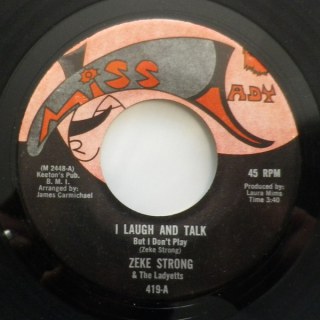 Miss LADY
(M 2448-A)
Keeton's Pub.
B. M. I.
Arranged by:
James Carmichael
45 RPM
Produced by:
Laura Mims
Time 3:40
I LAUGH AND TALK
But I Don't Play
(Zeke Strong)
ZEKE STRONG
& The Ladyetts
419-A